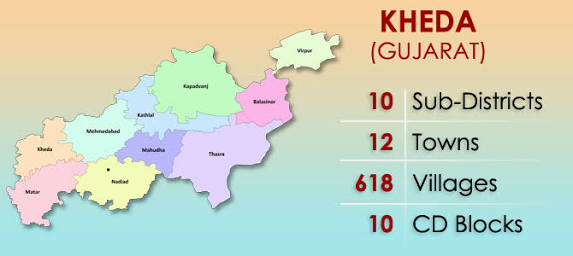 KHEDA
(GUJARAT)
10 Sub-Districts
12 Towns
618 Villages
10 CD Blocks
Virpur
Kapadvanj
Balasinor
Kathlal
Mehmedabad
Kheda
Mahudha
Thasra
Nadiad
Matar